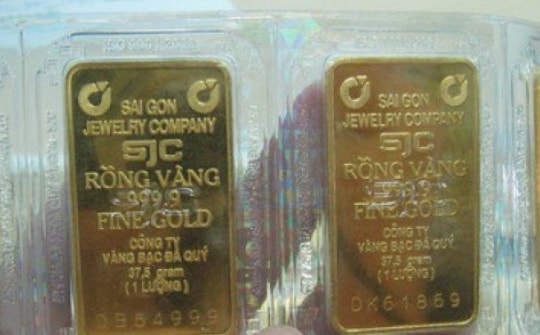 SAI GON
JEWELRY COMPANY
SJC
RỒNG VÀNG
999.9
FINE GOLD
CÔNG TY
VÀNG BẠC ĐÁ QUÝ
37,5 gram
(1 LƯỢNG)
DB64999
SAI GON
JEWELRY COMPANY
SJC
RỒNG VÀNG
999.9
FINE GOLD
CÔNG TY
VÀNG BẠC ĐÁ QUÝ
37,5 gram
(1 LƯỢNG)
DK61869